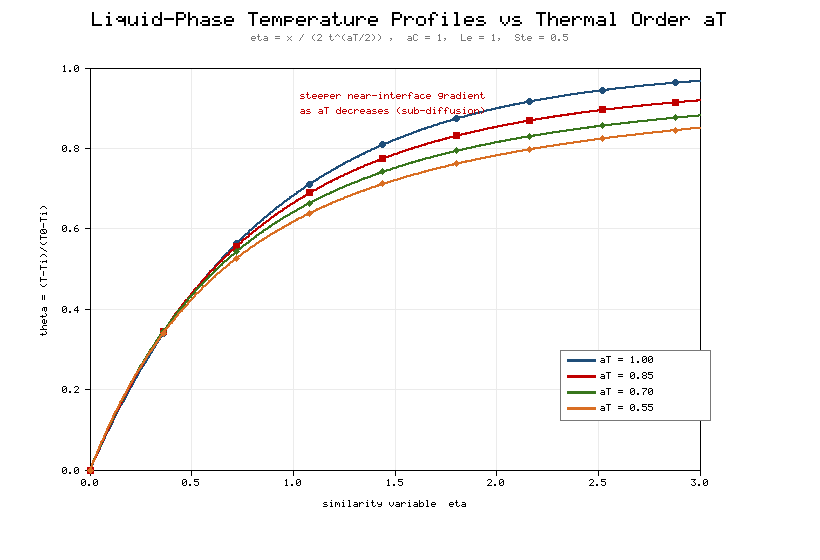 Liquid-Phase Temperature Profiles vs Thermal Order aT
eta = x / (2 t^(aT/2)) , aC = 1, Le = 1, Ste = 0.5
steeper near-interface gradient
as aT decreases (sub-diffusion)
1.0
0.8
0.6
0.4
0.2
0.0
theta = (T-Ti)/(T0-Ti)
aT = 1.00
aT = 0.85
aT = 0.70
aT = 0.55
0.0 0.5 1.0 1.5 2.0 2.5 3.0
similarity variable eta